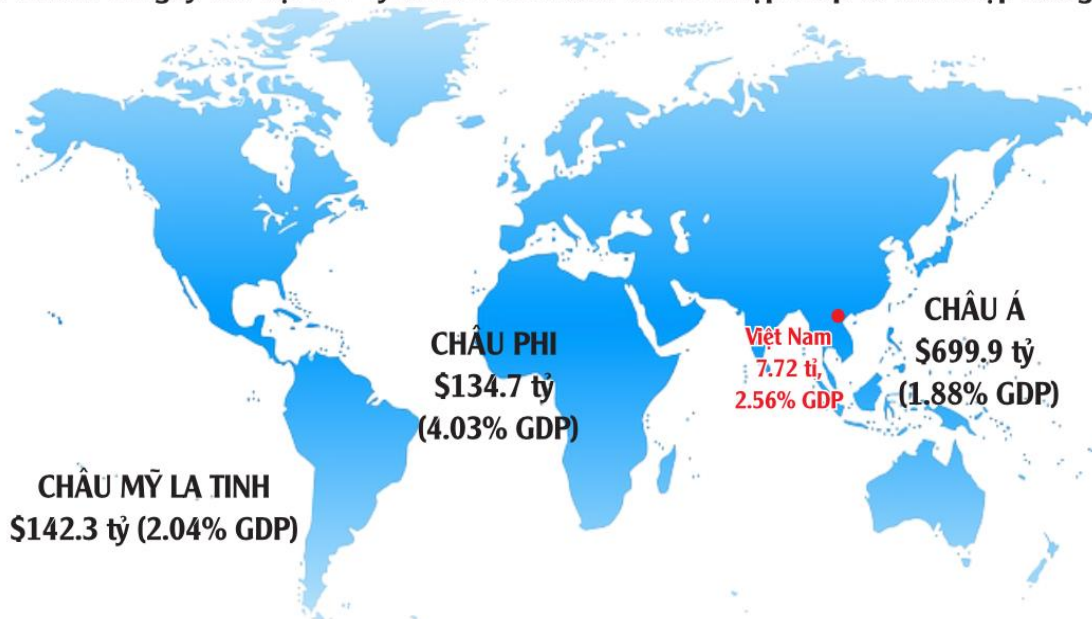 CHÂU PHI
$134.7 tỷ
(4.03% GDP)
Việt Nam
7.72 tỉ,
2.56% GDP
CHÂU Á
$699.9 tỷ
(1.88% GDP)
CHÂU MỸ LA TINH
$142.3 tỷ (2.04% GDP)